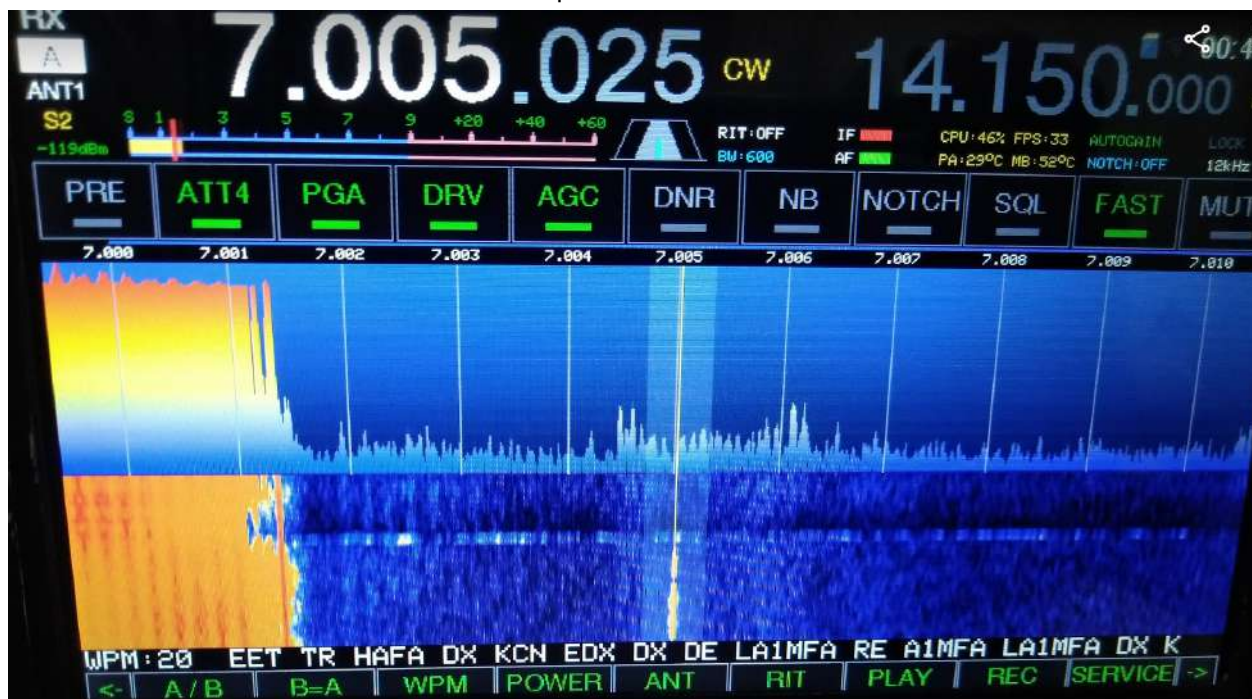 RX
7.005.025 CW 14.150.000
A
ANT1
S2 S 1 3 5 7 9 +20 +40 +60 RIT:OFF IF CPU:46% FPS:33 AUTOGAIN LOCK
-119dBm BW:600 AF PA:29ºC MB:52ºC NOTCH:OFF 12kHz
PRE ATT4 PGA DRV AGC DNR NB NOTCH SQL FAST MUT
7.000 7.001 7.002 7.003 7.004 7.005 7.006 7.007 7.008 7.009 7.010
WPM:20 EET TR HAFA DX KCN EDX DX DE LA1MFA RE A1MFA LA1MFA DX K
<- A/B B=A WPM POWER ANT RIT PLAY REC SERVICE ->